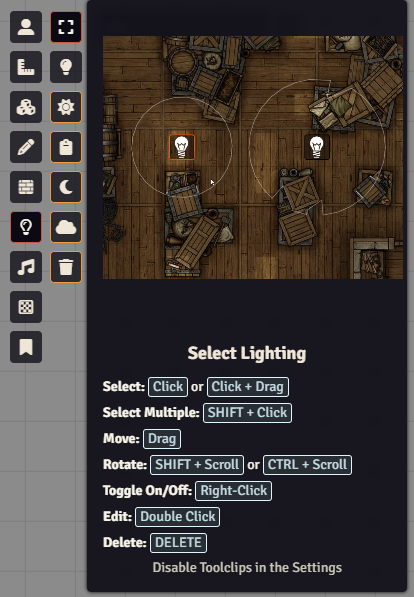 Select Lighting
Select: Click or Click + Drag
Select Multiple: SHIFT + Click
Move: Drag
Rotate: SHIFT + Scroll or CTRL + Scroll
Toggle On/Off: Right-Click
Edit: Double Click
Delete: DELETE
Disable Toolclips in the Settings